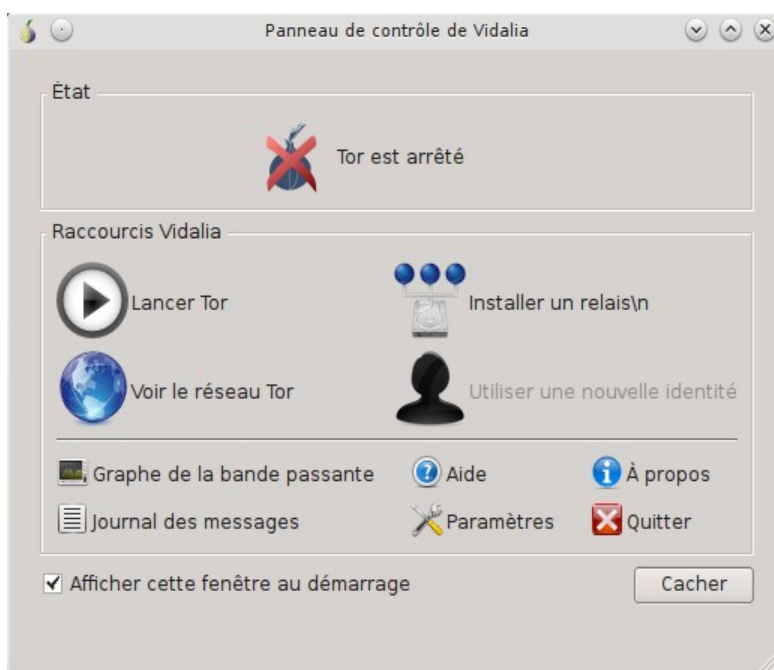 Panneau de contrôle de Vidalia
État
Tor est arrêté
Raccourcis Vidalia
Lancer Tor
Installer un relais\n
Voir le réseau Tor
Utiliser une nouvelle identité
Graphe de la bande passante
Aide
À propos
Journal des messages
Paramètres
Quitter
Afficher cette fenêtre au démarrage
Cacher